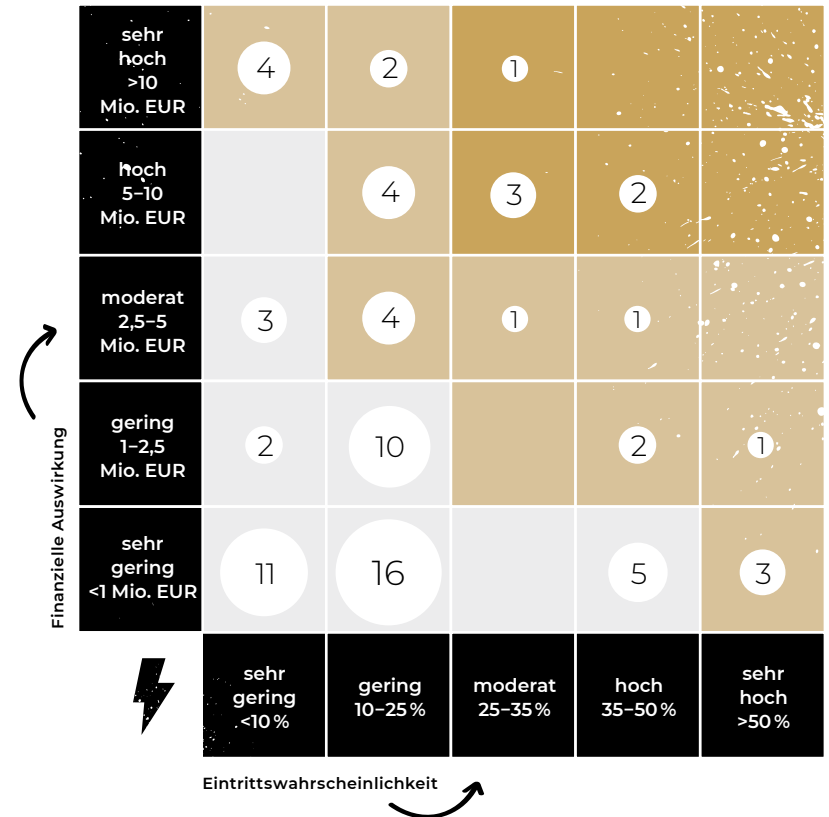 sehr
hoch
>10
Mio. EUR
4
2
1
hoch
5–10
Mio. EUR
4
3
2
moderat
2,5–5
Mio. EUR
3
4
1
1
gering
1–2,5
Mio. EUR
2
10
2
1
sehr
gering
<1 Mio. EUR
11
16
5
3
Finanzielle Auswirkung
sehr
gering
<10 %
gering
10–25 %
moderat
25–35 %
hoch
35–50 %
sehr
hoch
>50 %
Eintrittswahrscheinlichkeit